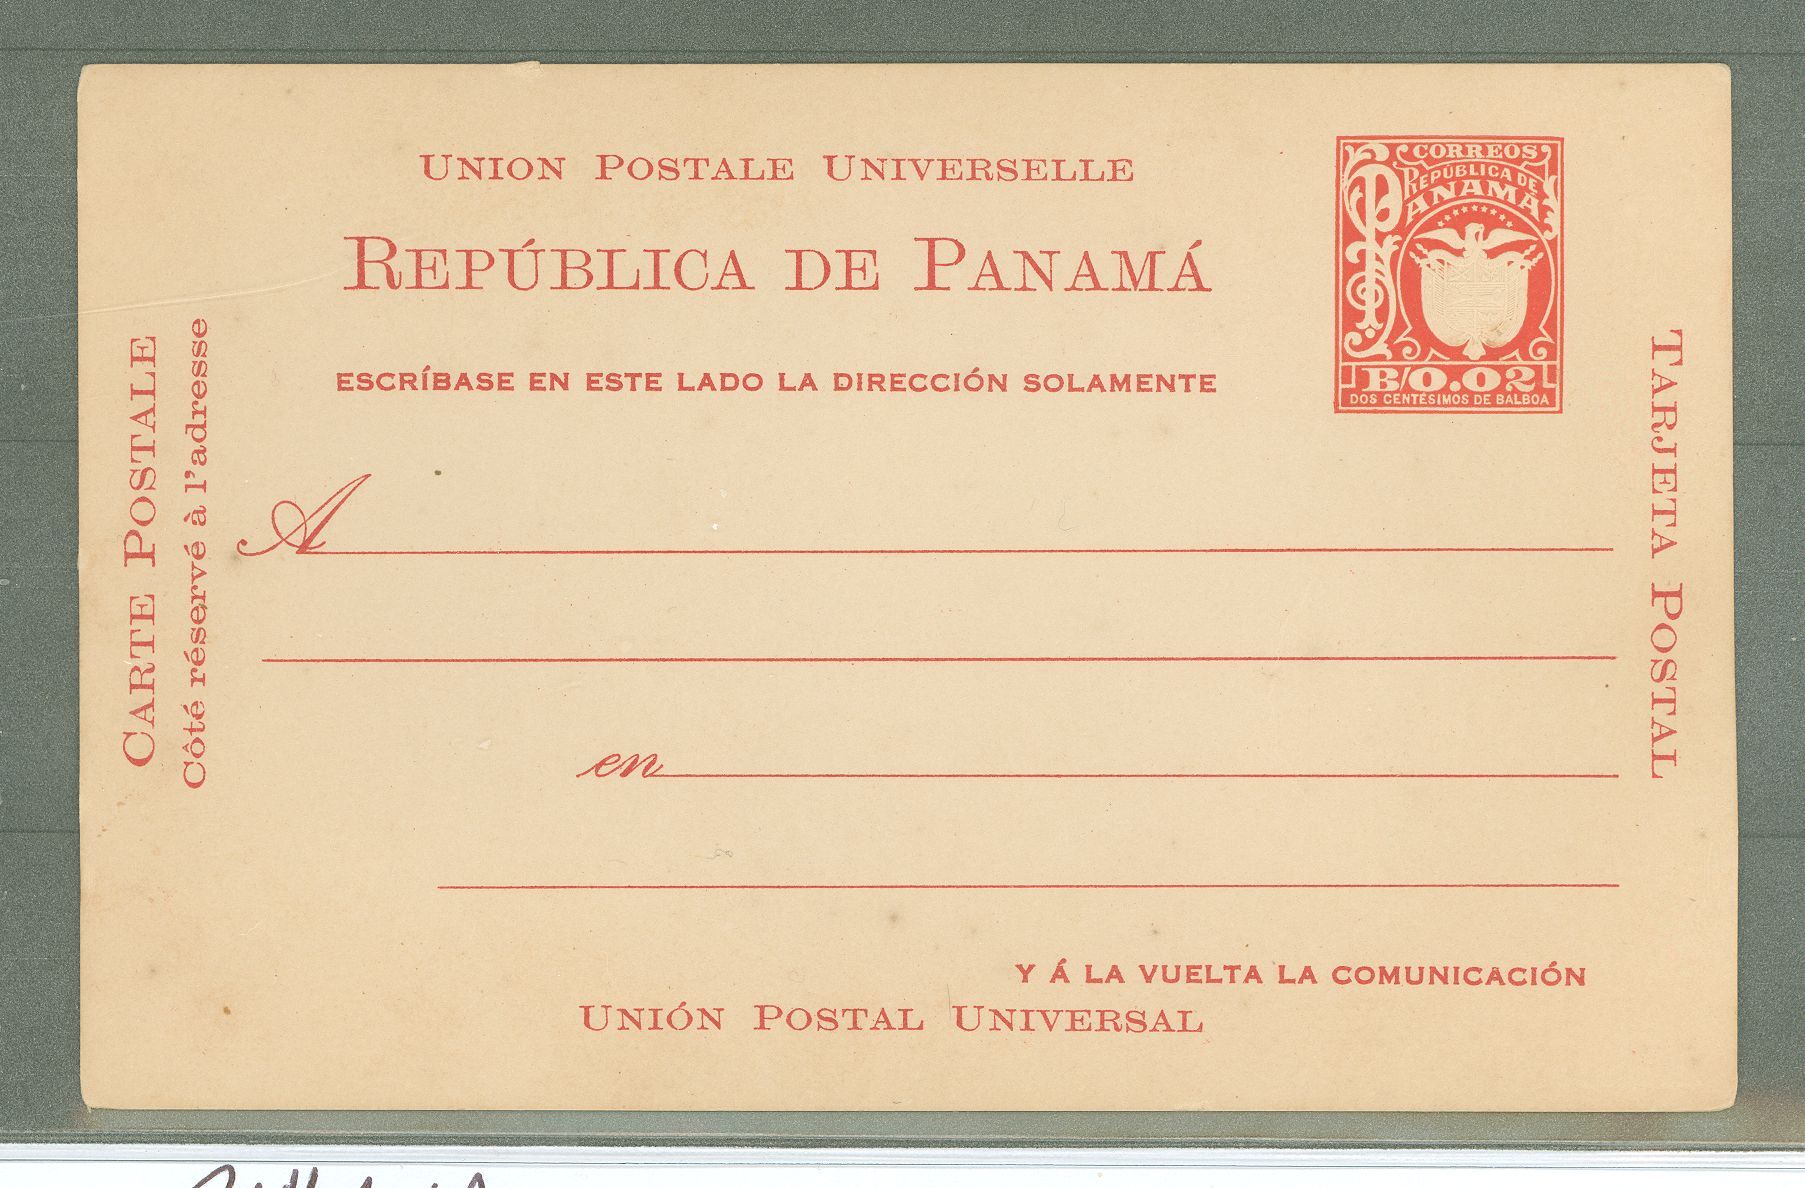 UNION POSTALE UNIVERSELLE
REPÚBLICA DE PANAMÁ
ESCRÍBASE EN ESTE LADO LA DIRECCIÓN SOLAMENTE
CORREOS
REPÚBLICA DE
PANAMÁ
B/0.02
DOS CENTÉSIMOS DE BALBOA
CARTE POSTALE
Côté réservé à l'adresse
TARJETA POSTAL
A
en
Y Á LA VUELTA LA COMUNICACIÓN
UNIÓN POSTAL UNIVERSAL